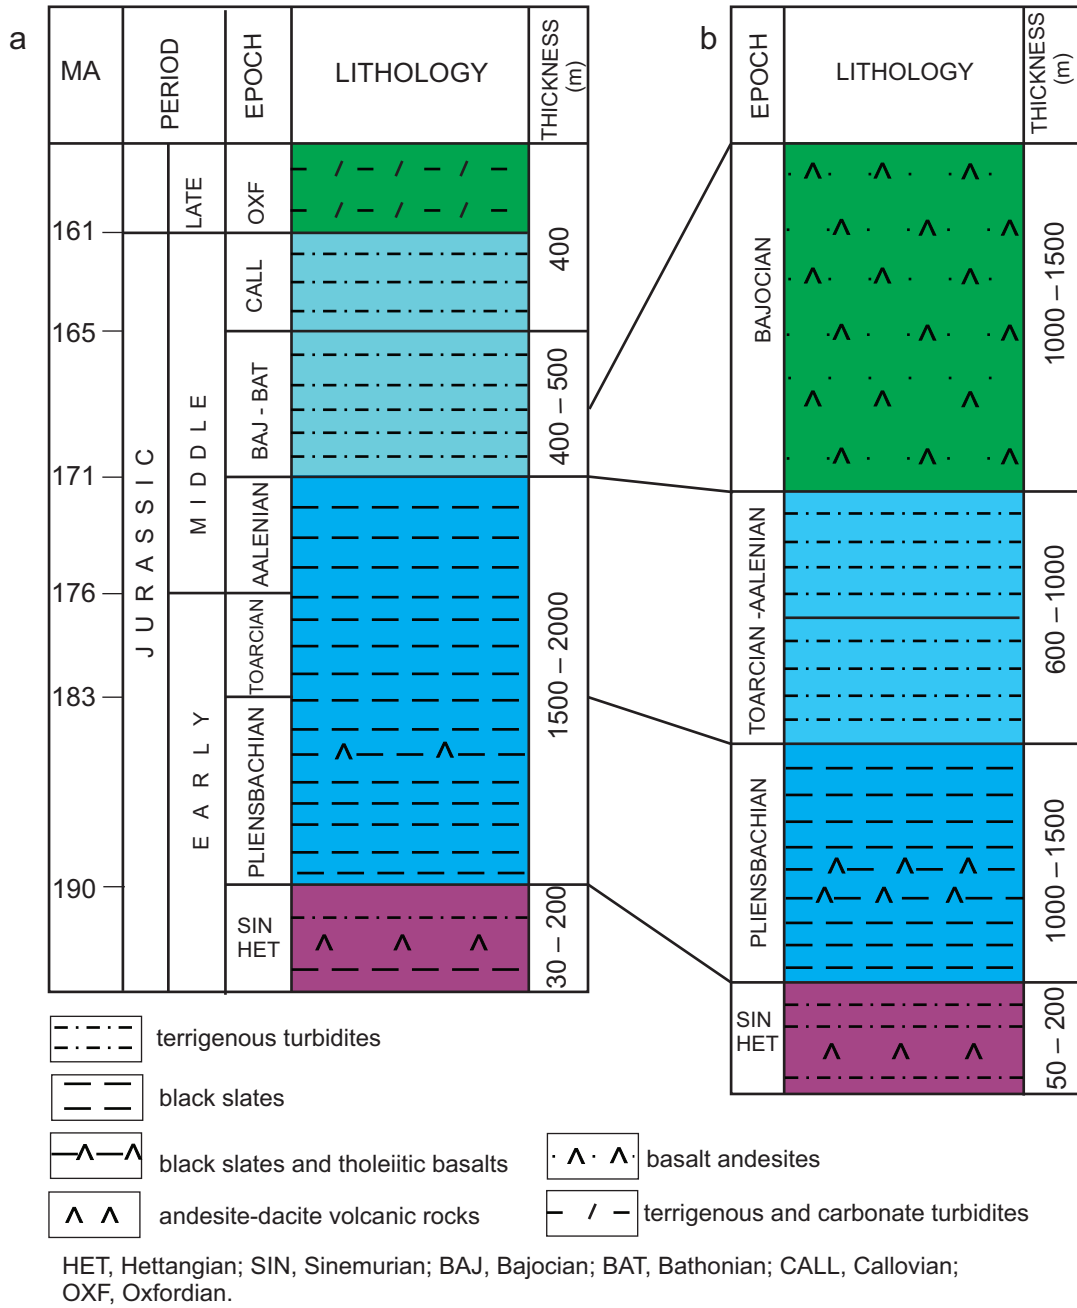 a
MA
PERIOD
EPOCH
LITHOLOGY
THICKNESS
(m)
161
165
171
176
183
190
JURASSIC
LATE
MIDDLE
EARLY
OXF
CALL
BAJ - BAT
AALENIAN
TOARCIAN
PLIENSBACHIAN
SIN
HET
400
400 – 500
1500 – 2000
30 – 200
b
EPOCH
LITHOLOGY
THICKNESS
(m)
BAJOCIAN
TOARCIAN -AALENIAN
PLIENSBACHIAN
SIN
HET
1000 – 1500
600 – 1000
1000 – 1500
50 – 200
terrigenous turbidites
black slates
black slates and tholeiitic basalts
basalt andesites
andesite-dacite volcanic rocks
terrigenous and carbonate turbidites
HET, Hettangian; SIN, Sinemurian; BAJ, Bajocian; BAT, Bathonian; CALL, Callovian;
OXF, Oxfordian.